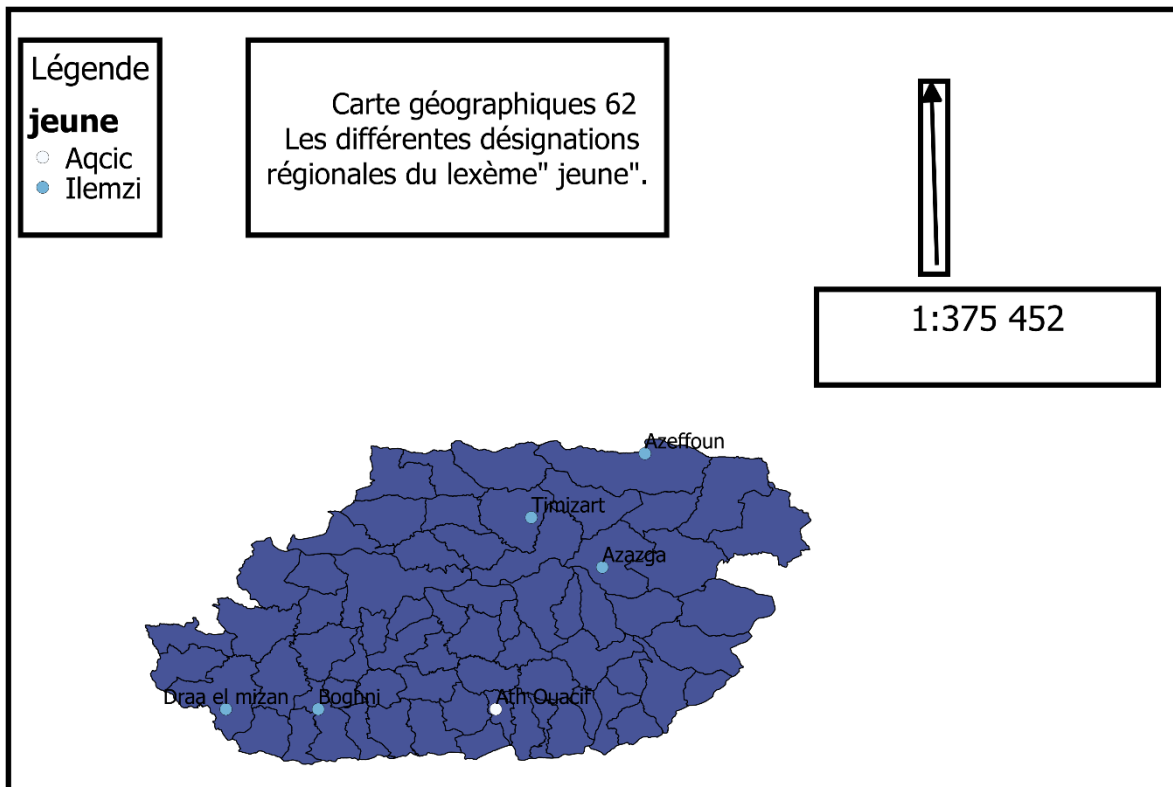 Légende
jeune
Aqcic
Ilemzi
Carte géographiques 62
Les différentes désignations
régionales du lexème" jeune".
1:375 452
Azeffoun
Timizart
Azazga
Draa el mizan
Boghni
Ath Ouacif